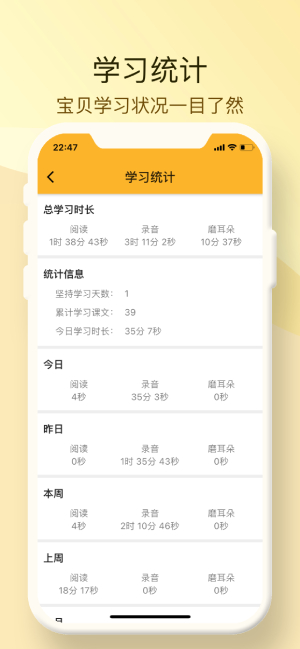 学习统计
宝贝学习状况一目了然
22:47
学习统计
总学习时长
阅读 录音 磨耳朵
1时 38分 43秒 3时 11分 2秒 10分 37秒
统计信息
坚持学习天数： 1
累计学习课文： 39
今日学习时长： 35分 7秒
今日
阅读 录音 磨耳朵
4秒 35分 3秒 0秒
昨日
阅读 录音 磨耳朵
0秒 1时 35分 43秒 0秒
本周
阅读 录音 磨耳朵
4秒 2时 10分 46秒 0秒
上周
阅读 录音 磨耳朵
18分 17秒 0秒 0秒